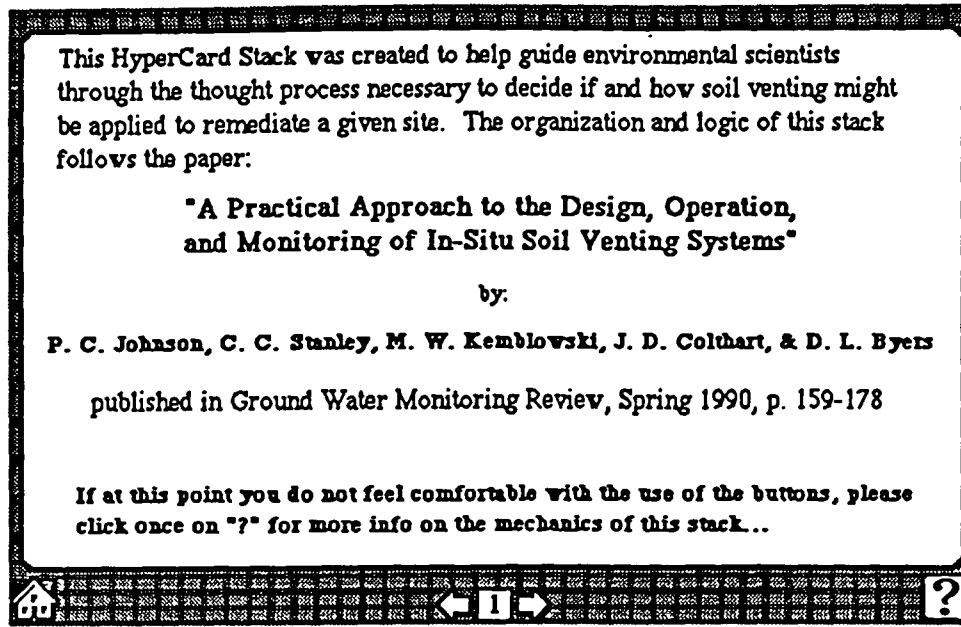 This HyperCard Stack was created to help guide environmental scientists
through the thought process necessary to decide if and how soil venting might
be applied to remediate a given site. The organization and logic of this stack
follows the paper:
"A Practical Approach to the Design, Operation,
and Monitoring of In-Situ Soil Venting Systems"
by:
P. C. Johnson, C. C. Stanley, M. W. Kemblowski, J. D. Colthart, & D. L. Byers
published in Ground Water Monitoring Review, Spring 1990, p. 159-178
If at this point you do not feel comfortable with the use of the buttons, please
click once on "?" for more info on the mechanics of this stack...
1
?